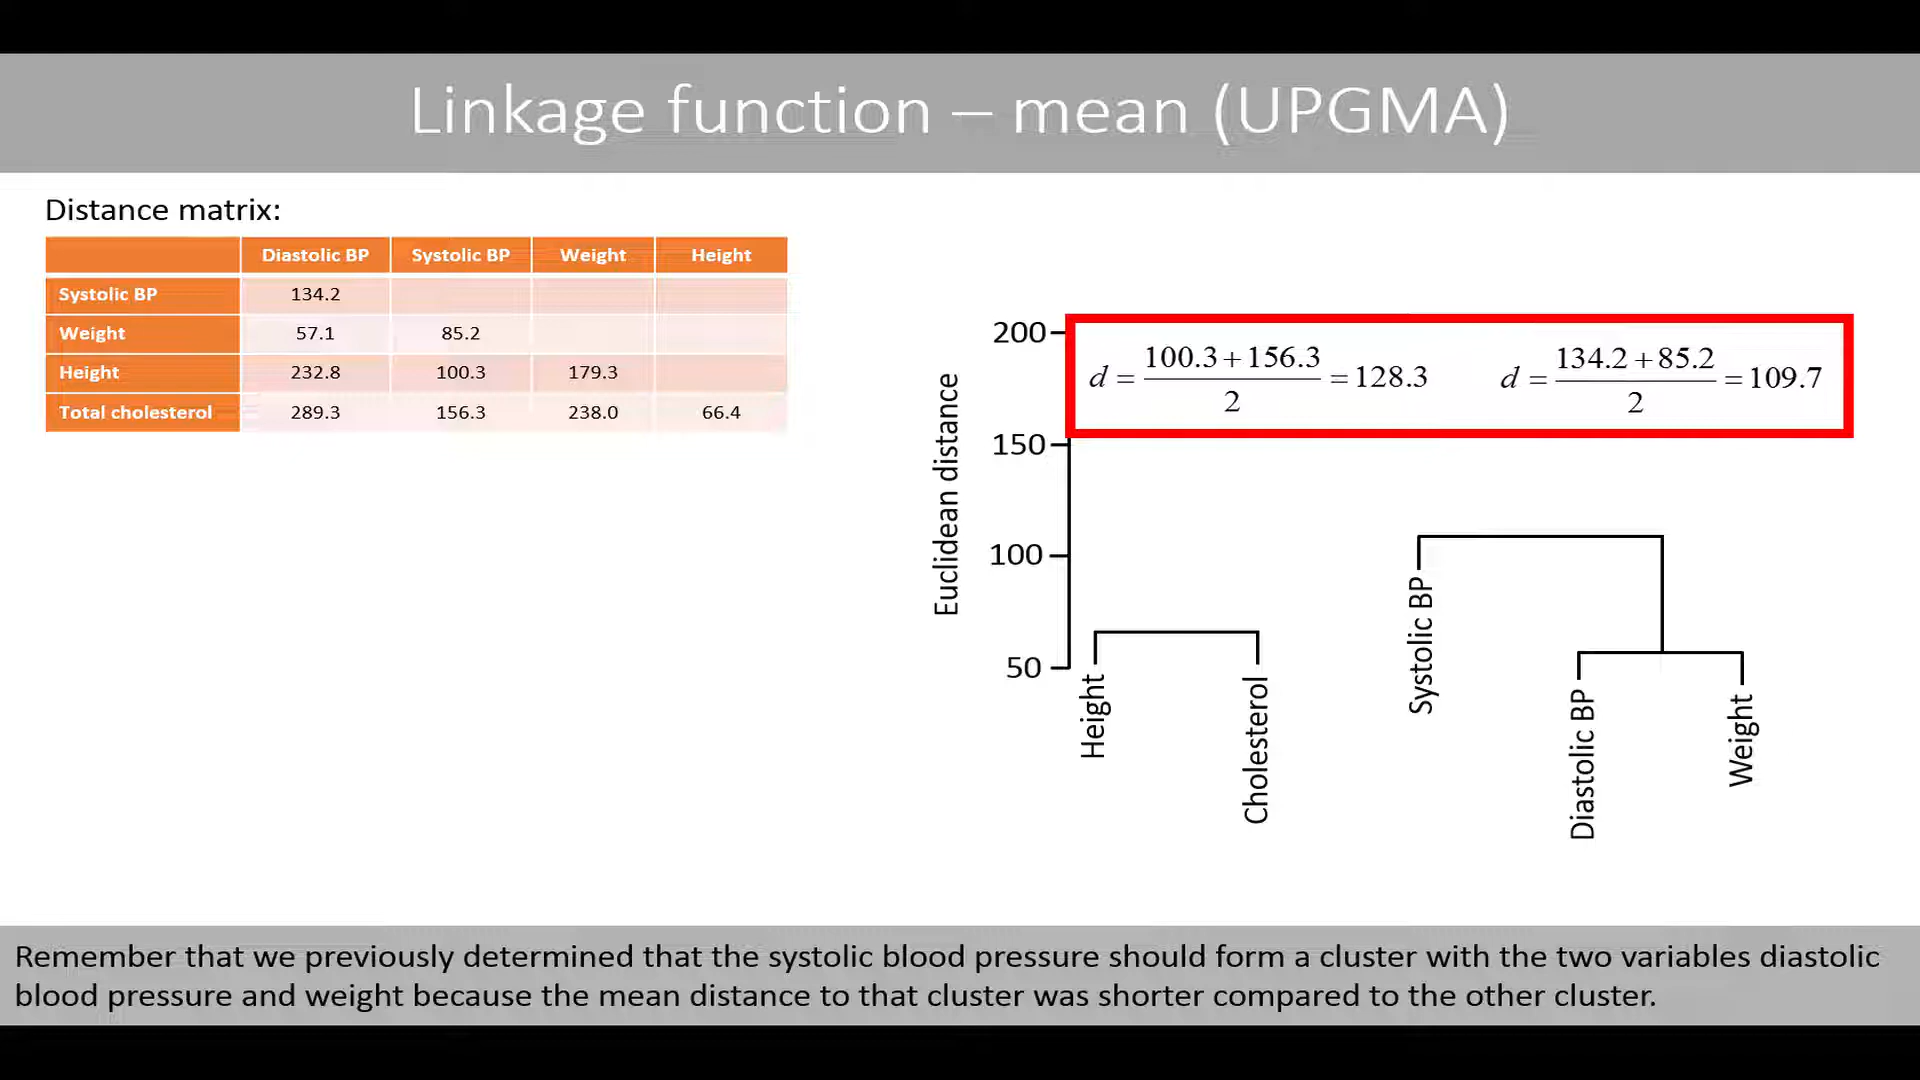 Linkage function – mean (UPGMA)
Distance matrix:
Diastolic BP Systolic BP Weight Height
Systolic BP 134.2
Weight 57.1 85.2
Height 232.8 100.3 179.3
Total cholesterol 289.3 156.3 238.0 66.4
Euclidean distance
200
150
100
50
d = (100.3+156.3)/2 = 128.3
d = (134.2+85.2)/2 = 109.7
Height
Cholesterol
Systolic BP
Diastolic BP
Weight
Remember that we previously determined that the systolic blood pressure should form a cluster with the two variables diastolic
blood pressure and weight because the mean distance to that cluster was shorter compared to the other cluster.